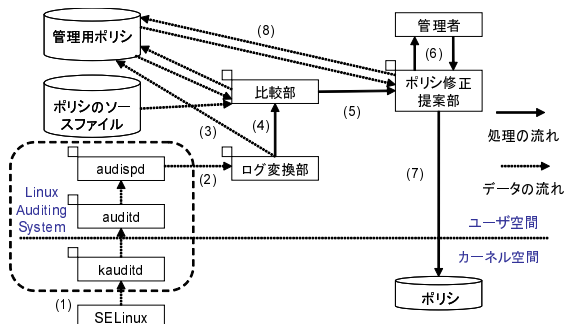 管理用ポリシ
(8)
管理者
(6)
比較部
ポリシ修正
提案部
(5)
ポリシのソー
スファイル
(3)
(4)
処理の流れ
audispd
(2)
ログ変換部
(7)
データの流れ
Linux
Auditing
System
auditd
ユーザ空間
カーネル空間
kauditd
(1)
SELinux
ポリシ